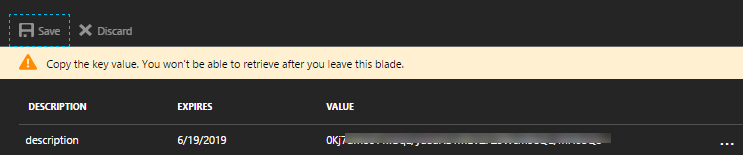 Save Discard
Copy the key value. You won't be able to retrieve after you leave this blade.
DESCRIPTION EXPIRES VALUE
description 6/19/2019 ...